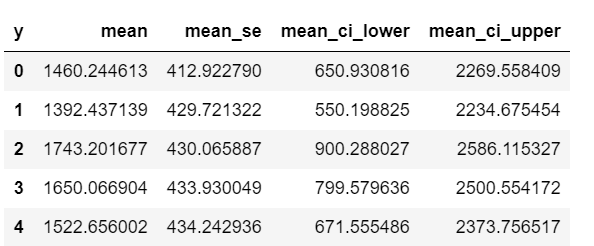 y mean mean_se mean_ci_lower mean_ci_upper
0 1460.244613 412.922790 650.930816 2269.558409
1 1392.437139 429.721322 550.198825 2234.675454
2 1743.201677 430.065887 900.288027 2586.115327
3 1650.066904 433.930049 799.579636 2500.554172
4 1522.656002 434.242936 671.555486 2373.756517